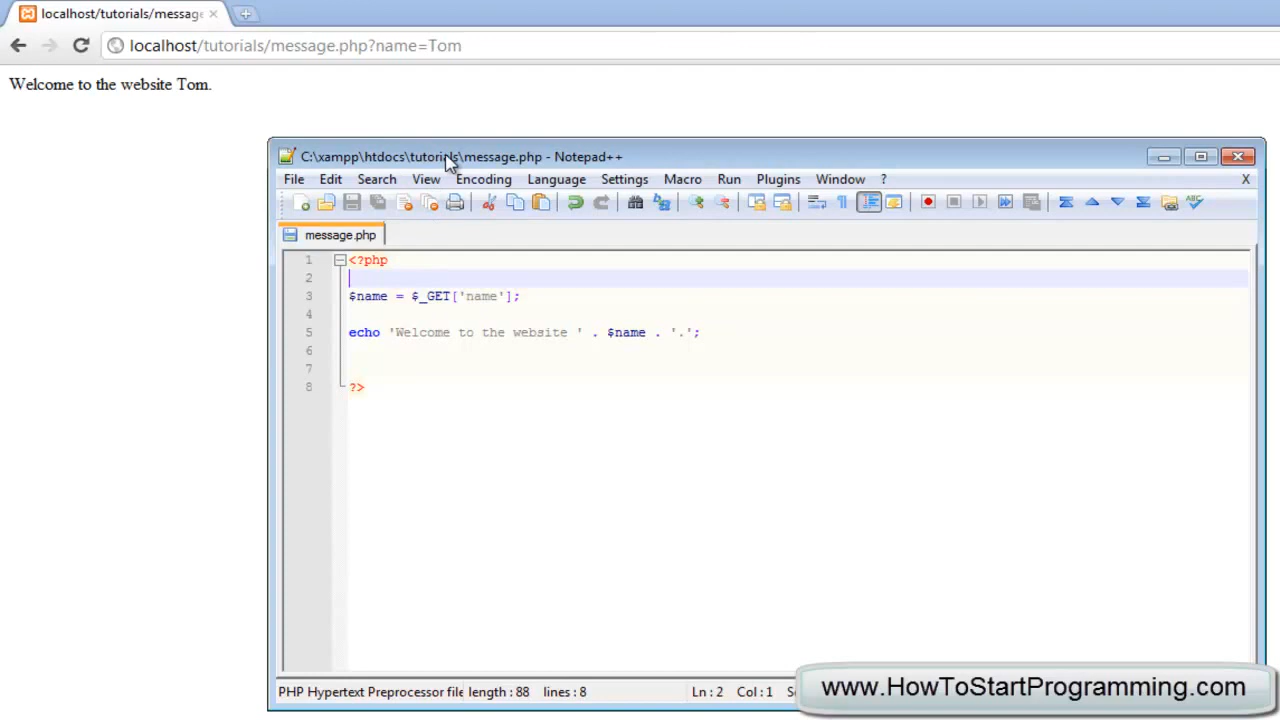 localhost/tutorials/message
localhost/tutorials/message.php?name=Tom
Welcome to the website Tom.
C:\xampp\htdocs\tutorials\message.php - Notepad++
File Edit Search View Encoding Language Settings Macro Run Plugins Window ? X
message.php
1 <?php
2
3 $name = $_GET['name'];
4
5 echo 'Welcome to the website ' . $name . '.';
6
7
8 ?>
PHP Hypertext Preprocessor file length : 88 lines : 8 Ln : 2 Col : 1
www.HowToStartProgramming.com